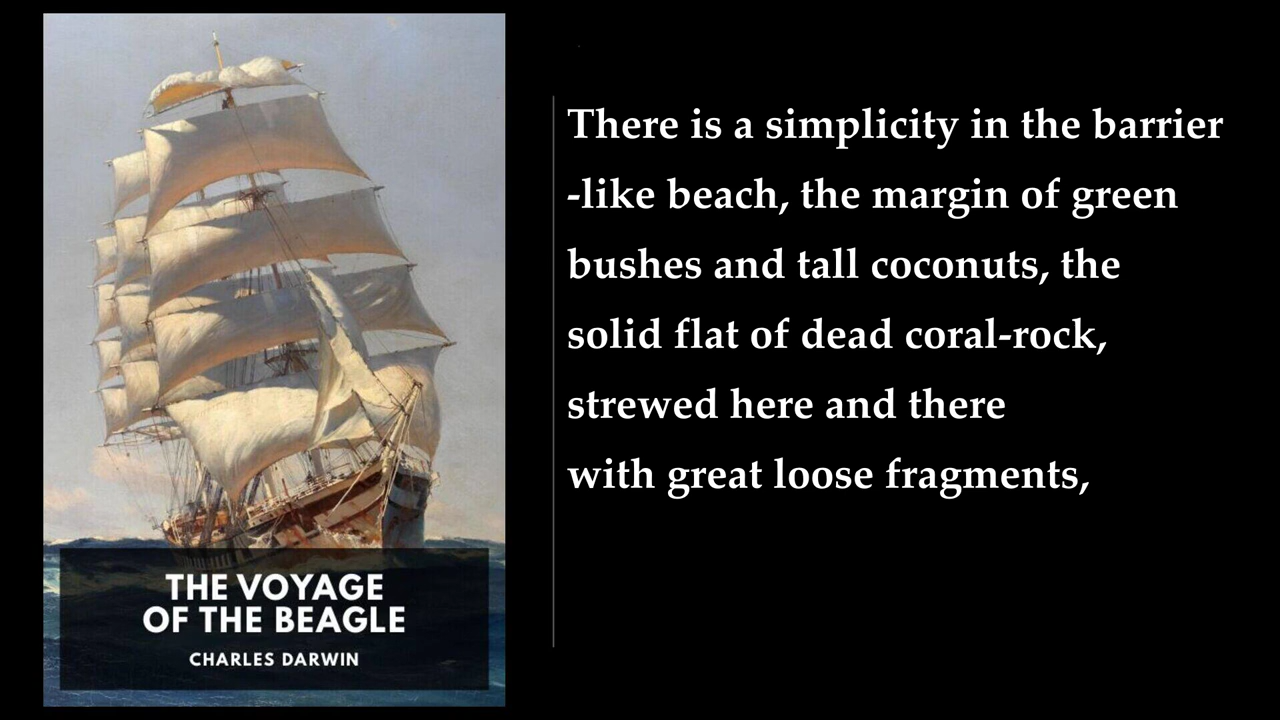 There is a simplicity in the barrier
-like beach, the margin of green
bushes and tall coconuts, the
solid flat of dead coral-rock,
strewed here and there
with great loose fragments,
THE VOYAGE
OF THE BEAGLE
CHARLES DARWIN